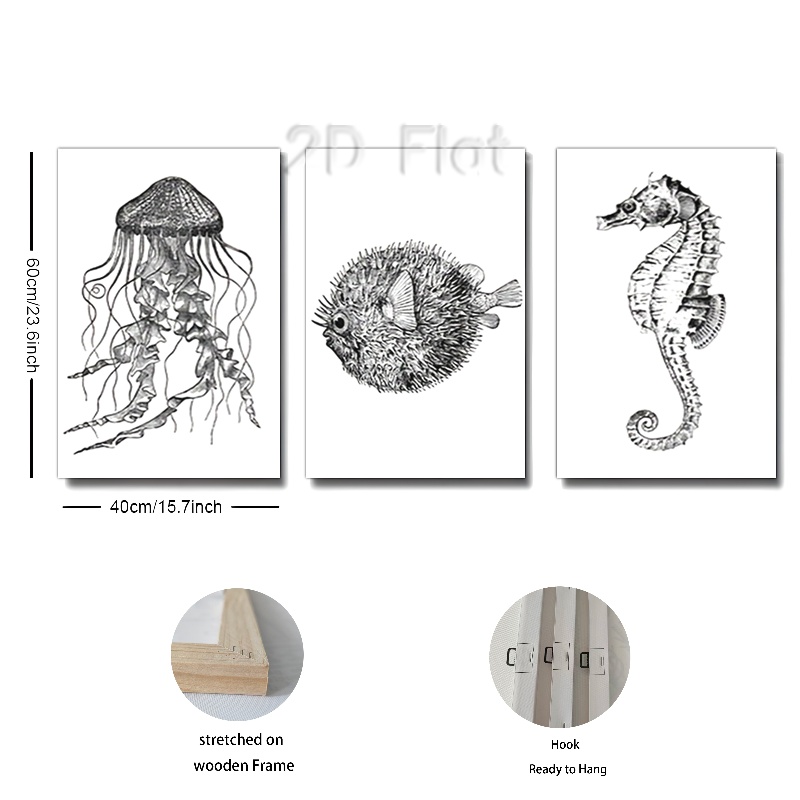 2D Flat
60cm/23.6inch
40cm/15.7inch
stretched on
wooden Frame
Hook
Ready to Hang